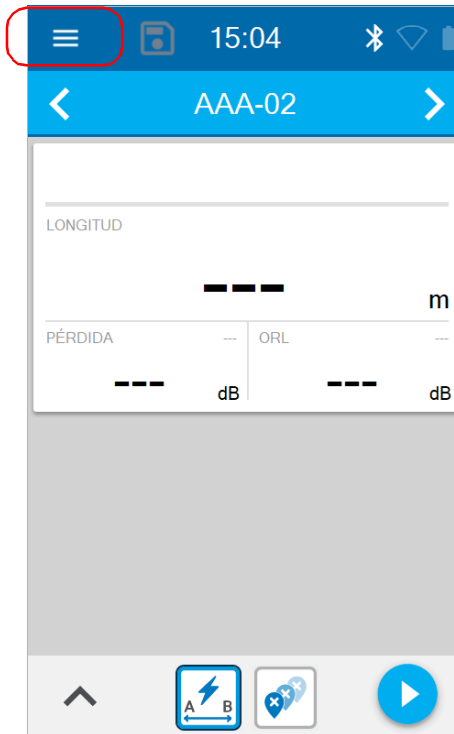 15:04
AAA-02
LONGITUD
--- m
PÉRDIDA --- ORL ---
--- dB --- dB
A B